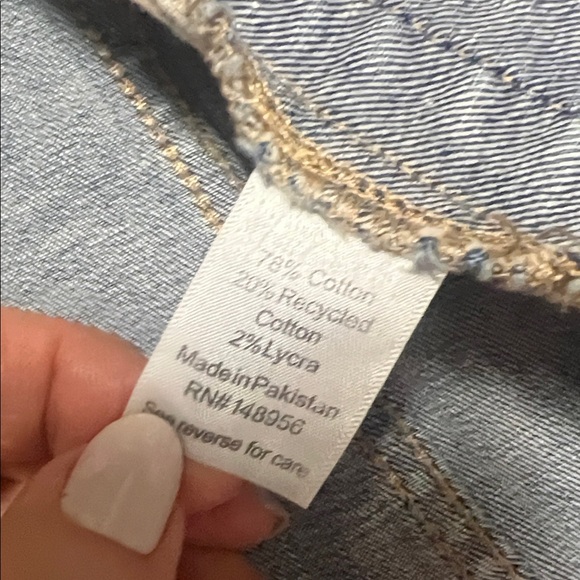 78% Cotton
20% Recycled
Cotton
2%Lycra
Made in Pakistan
RN# 148956
See reverse for care